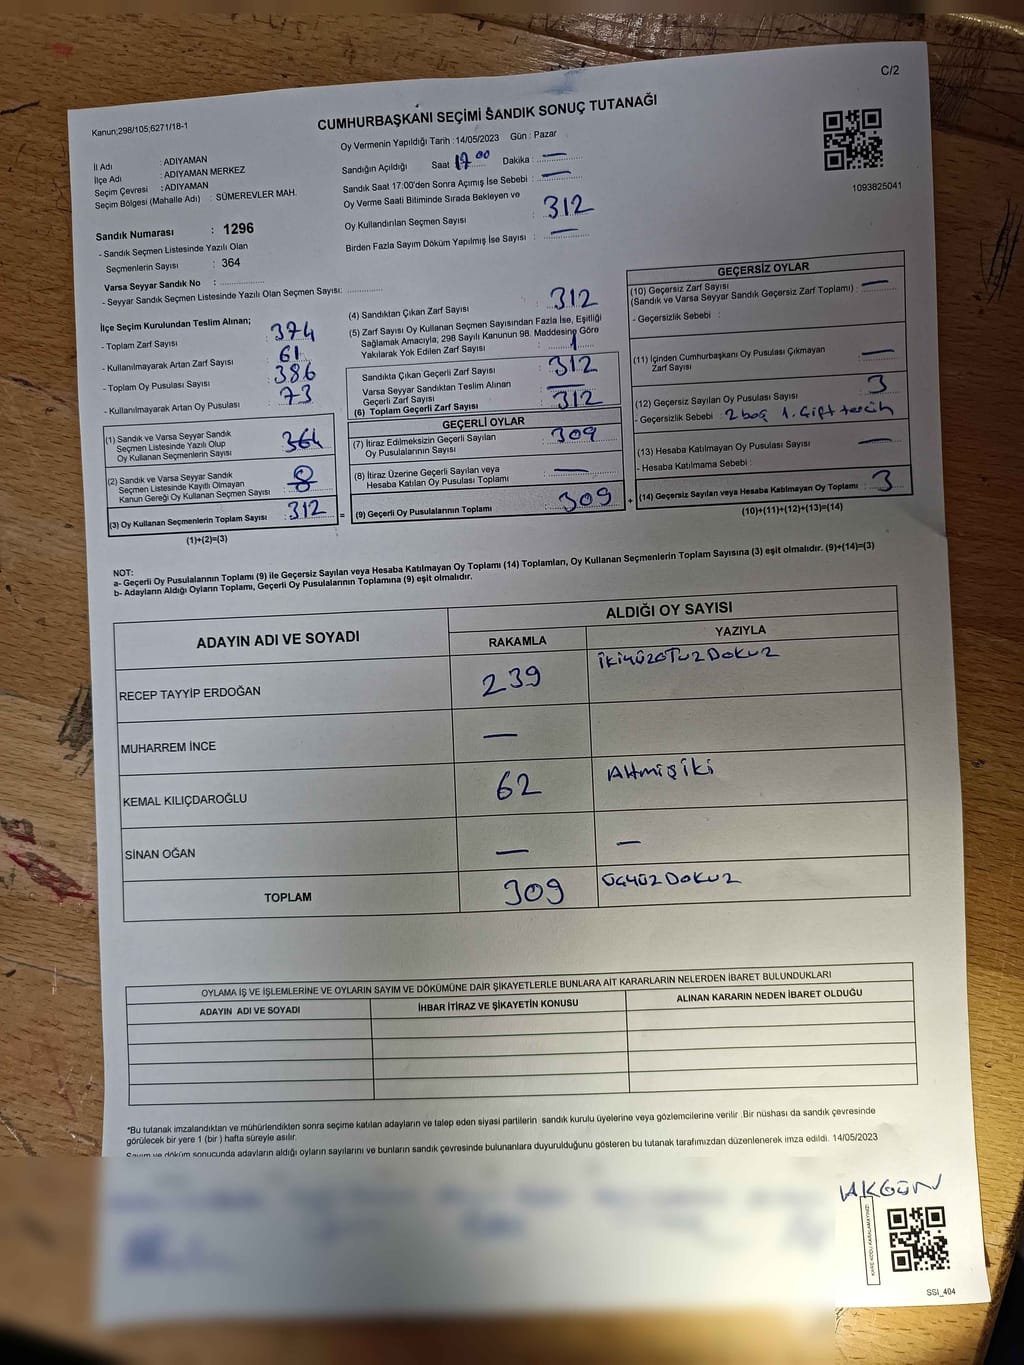 C/2
Kanun;298/105;6271/18-1
CUMHURBAŞKANI SEÇİMİ SANDIK SONUÇ TUTANAĞI
Oy Vermenin Yapıldığı Tarih : 14/05/2023 Gün : Pazar
İl Adı : ADIYAMAN
İlçe Adı : ADIYAMAN MERKEZ
Seçim Çevresi : ADIYAMAN
Seçim Bölgesi (Mahalle Adı) : SÜMEREVLER MAH.
Sandık Numarası : 1296
- Sandık Seçmen Listesinde Yazılı Olan
Seçmenlerin Sayısı : 364
Varsa Seyyar Sandık No :
- Seyyar Sandık Seçmen Listesinde Yazılı Olan Seçmen Sayısı:
Sandığın Açıldığı Saat 17 00 Dakika : —
Sandık Saat 17:00'den Sonra Açımış İse Sebebi : —
Oy Verme Saati Bitiminde Sırada Bekleyen ve
Oy Kullandırılan Seçmen Sayısı : 312
Birden Fazla Sayım Döküm Yapılmış İse Sayısı : —
1093825041
İlçe Seçim Kurulundan Teslim Alınan;
- Toplam Zarf Sayısı : 374
- Kullanılmayarak Artan Zarf Sayısı : 61
- Toplam Oy Pusulası Sayısı : 386
- Kullanılmayarak Artan Oy Pusulası : 73
(1) Sandık ve Varsa Seyyar Sandık
Seçmen Listesinde Yazılı Olup
Oy Kullanan Seçmenlerin Sayısı : 364
(2) Sandık ve Varsa Seyyar Sandık
Seçmen Listesinde Kayıtlı Olmayan
Kanun Gereği Oy Kullanan Seçmen Sayısı : 8
(3) Oy Kullanan Seçmenlerin Toplam Sayısı : 312
(1)+(2)=(3)
(4) Sandıktan Çıkan Zarf Sayısı : 312
(5) Zarf Sayısı Oy Kullanan Seçmen Sayısından Fazla İse, Eşitliği
Sağlamak Amacıyla, 298 Sayılı Kanunun 98. Maddesine Göre
Yakılarak Yok Edilen Zarf Sayısı : 1
Sandıkta Çıkan Geçerli Zarf Sayısı : 312
Varsa Seyyar Sandıktan Teslim Alınan
Geçerli Zarf Sayısı : —
(6) Toplam Geçerli Zarf Sayısı : 312
GEÇERLİ OYLAR
(7) İtiraz Edilmeksizin Geçerli Sayılan
Oy Pusulalarının Sayısı : 309
(8) İtiraz Üzerine Geçerli Sayılan veya
Hesaba Katılan Oy Pusulası Toplamı : —
= (9) Geçerli Oy Pusulalarının Toplamı : 309
GEÇERSİZ OYLAR
(10) Geçersiz Zarf Sayısı
(Sandık ve Varsa Seyyar Sandık Geçersiz Zarf Toplamı) : —
- Geçersizlik Sebebi :
(11) İçinden Cumhurbaşkanı Oy Pusulası Çıkmayan
Zarf Sayısı : —
(12) Geçersiz Sayılan Oy Pusulası Sayısı : 3
- Geçersizlik Sebebi : 2 boş 1. Çift tercih
(13) Hesaba Katılmayan Oy Pusulası Sayısı : —
- Hesaba Katılmama Sebebi :
+ (14) Geçersiz Sayılan veya Hesaba Katılmayan Oy Toplamı : 3
(10)+(11)+(12)+(13)=(14)
NOT:
a- Geçerli Oy Pusulalarının Toplamı (9) ile Geçersiz Sayılan veya Hesaba Katılmayan Oy Toplamı (14) Toplamları, Oy Kullanan Seçmenlerin Toplam Sayısına (3) eşit olmalıdır. (9)+(14)=(3)
b- Adayların Aldığı Oyların Toplamı, Geçerli Oy Pusulalarının Toplamına (9) eşit olmalıdır.
ADAYIN ADI VE SOYADI
ALDIĞI OY SAYISI
RAKAMLA YAZIYLA
RECEP TAYYİP ERDOĞAN 239 ikiyüzoTuzDokuz
MUHARREM İNCE —
KEMAL KILIÇDAROĞLU 62 Altmışiki
SİNAN OĞAN — —
TOPLAM 309 üçyüzDokuz
OYLAMA İŞ VE İŞLEMLERİNE VE OYLARIN SAYIM VE DÖKÜMÜNE DAİR ŞİKAYETLERLE BUNLARA AİT KARARLARIN NELERDEN İBARET BULUNDUKLARI
ADAYIN ADI VE SOYADI İHBAR İTİRAZ VE ŞİKAYETİN KONUSU ALINAN KARARIN NEDEN İBARET OLDUĞU
*Bu tutanak imzalandıktan ve mühürlendikten sonra seçime katılan adayların ve talep eden siyasi partilerin sandık kurulu üyelerine veya gözlemcilerine verilir .Bir nüshası da sandık çevresinde
görülecek bir yere 1 (bir ) hafta süreyle asılır.
Sayım ve döküm sonucunda adayların aldığı oyların sayılarını ve bunların sandık çevresinde bulunanlara duyurulduğunu gösteren bu tutanak tarafımızdan düzenlenerek imza edildi. 14/05/2023
AKGÜN
KARE KODU KARALAMAYINIZ
SSI_404